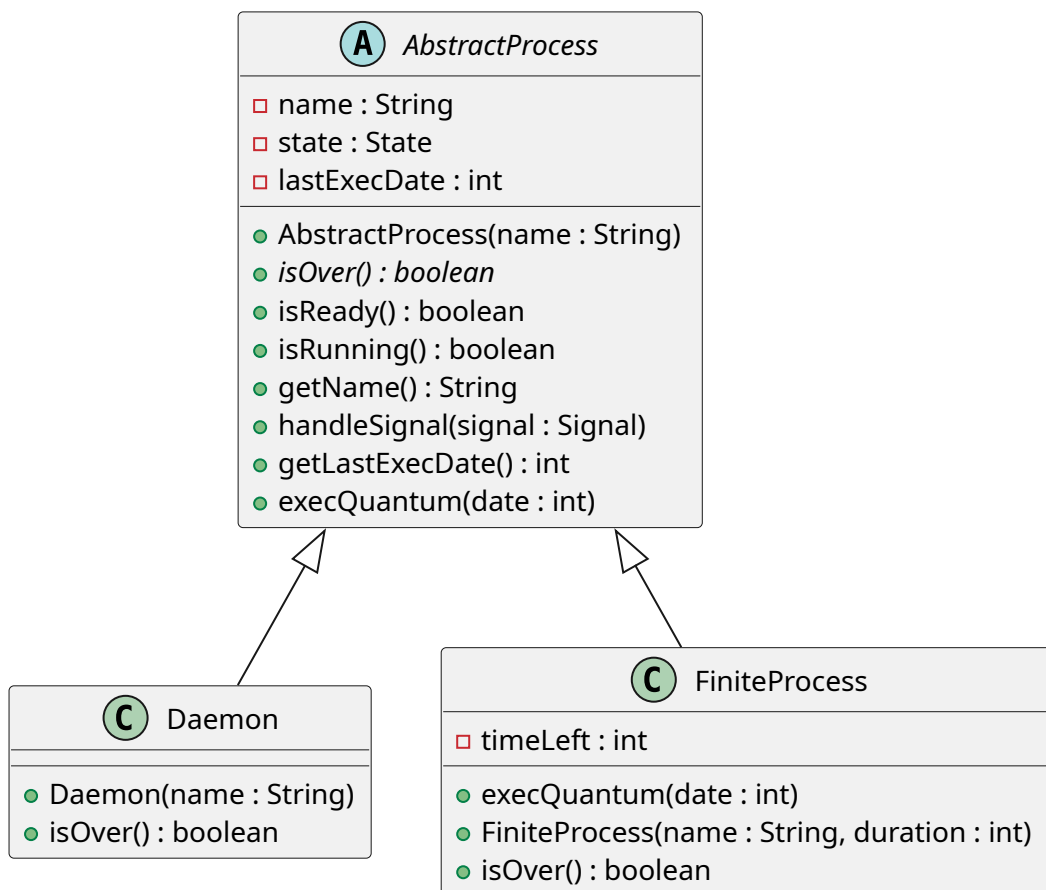 A AbstractProcess
name : String
state : State
lastExecDate : int
AbstractProcess(name : String)
isOver() : boolean
isReady() : boolean
isRunning() : boolean
getName() : String
handleSignal(signal : Signal)
getLastExecDate() : int
execQuantum(date : int)
C Daemon
Daemon(name : String)
isOver() : boolean
C FiniteProcess
timeLeft : int
execQuantum(date : int)
FiniteProcess(name : String, duration : int)
isOver() : boolean